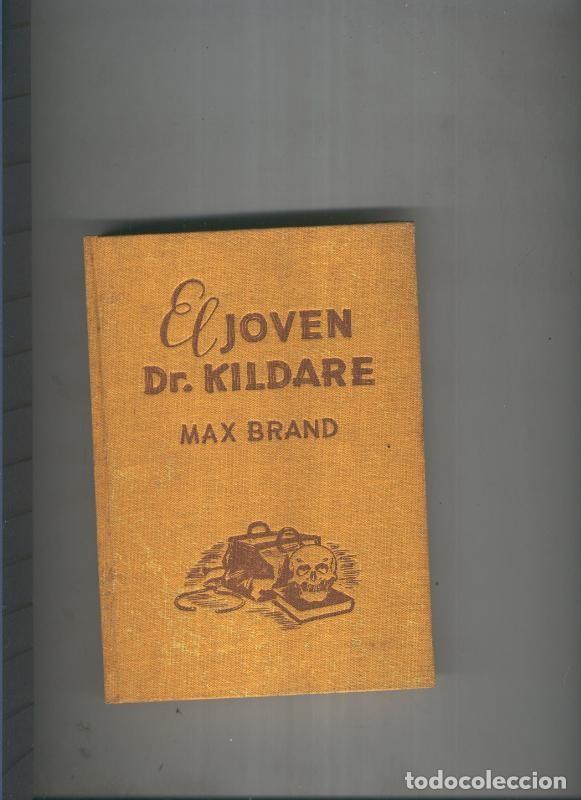 El JOVEN
Dr. KILDARE
MAX BRAND
todocoleccion